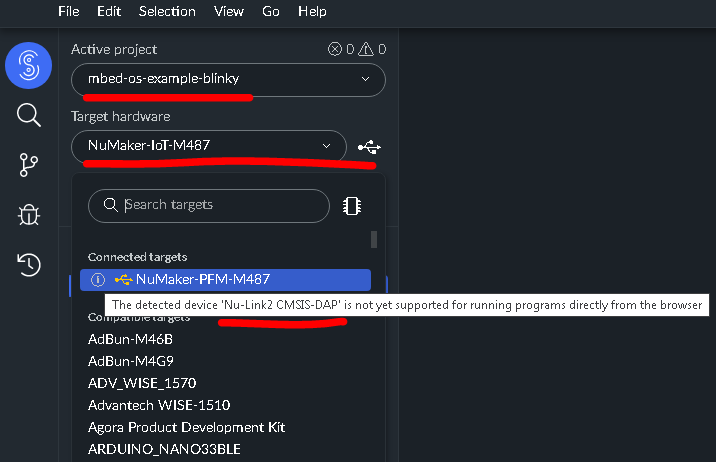 File Edit Selection View Go Help
Active project 0 0
mbed-os-example-blinky
Target hardware
NuMaker-IoT-M487
Search targets
Connected targets
NuMaker-PFM-M487
The detected device 'Nu-Link2 CMSIS-DAP' is not yet supported for running programs directly from the browser
Compatible targets
AdBun-M46B
AdBun-M4G9
ADV_WISE_1570
Advantech WISE-1510
Agora Product Development Kit
ARDUINO_NANO33BLE